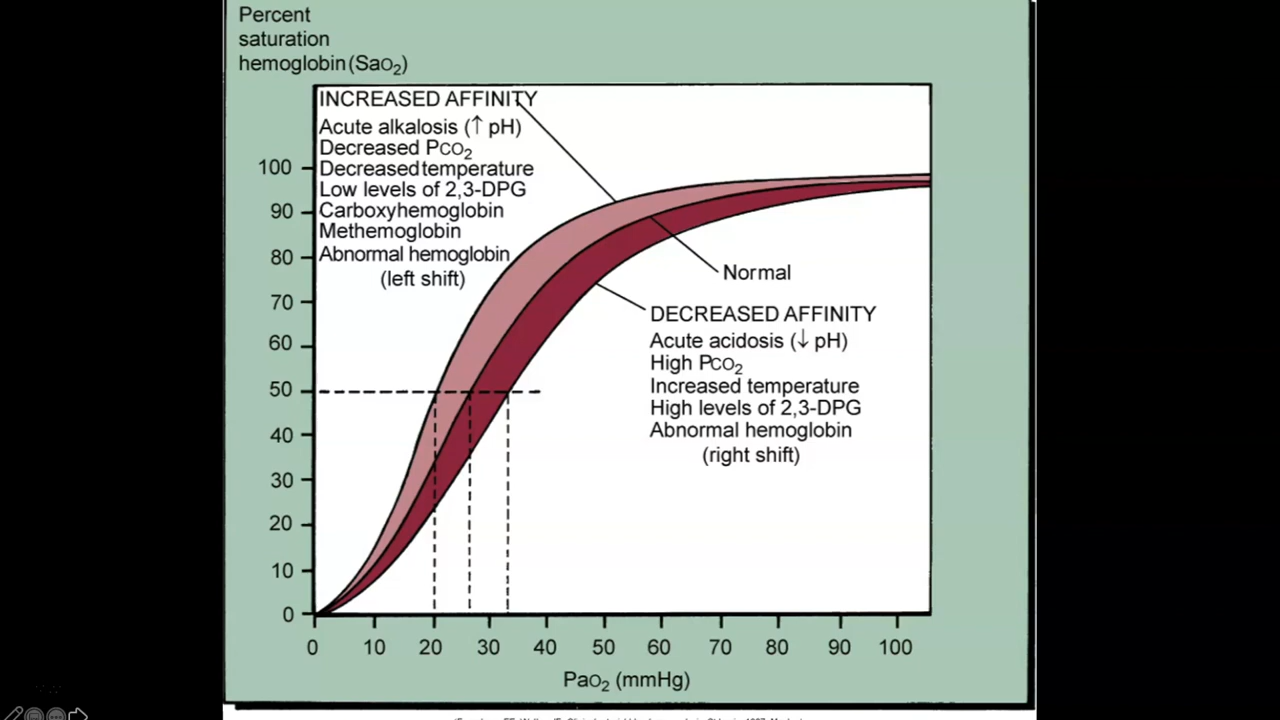 Percent
saturation
hemoglobin (SaO₂)
INCREASED AFFINITY
Acute alkalosis (↑ pH)
Decreased PCO₂
Decreased temperature
Low levels of 2,3-DPG
Carboxyhemoglobin
Methemoglobin
Abnormal hemoglobin
(left shift)
100
90
80
70
60
50
40
30
20
10
0
Normal
DECREASED AFFINITY
Acute acidosis (↓ pH)
High PCO₂
Increased temperature
High levels of 2,3-DPG
Abnormal hemoglobin
(right shift)
0 10 20 30 40 50 60 70 80 90 100
PaO₂ (mmHg)